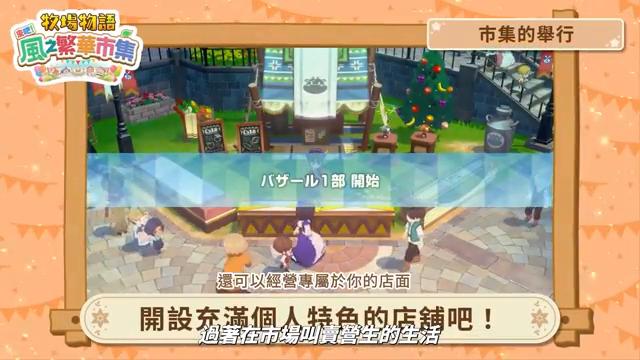 牧場物語
來吧！
風之繁華市集
市集的舉行
バザール1部 開始
還可以經營專屬於你的店面
開設充滿個人特色的店鋪吧！
過著在市場叫賣營生的生活